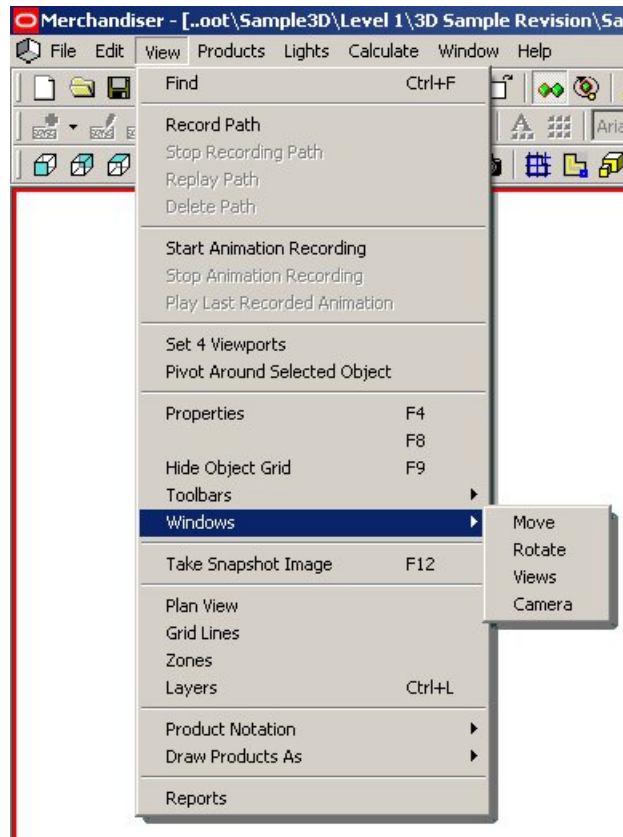 Merchandiser - [..oot\Sample3D\Level 1\3D Sample Revision\Sa
File Edit View Products Lights Calculate Window Help
Find Ctrl+F
Record Path
Stop Recording Path
Replay Path
Delete Path
Start Animation Recording
Stop Animation Recording
Play Last Recorded Animation
Set 4 Viewports
Pivot Around Selected Object
Properties F4
F8
Hide Object Grid F9
Toolbars
Windows
Move
Rotate
Views
Camera
Take Snapshot Image F12
Plan View
Grid Lines
Zones
Layers Ctrl+L
Product Notation
Draw Products As
Reports
A
Aria